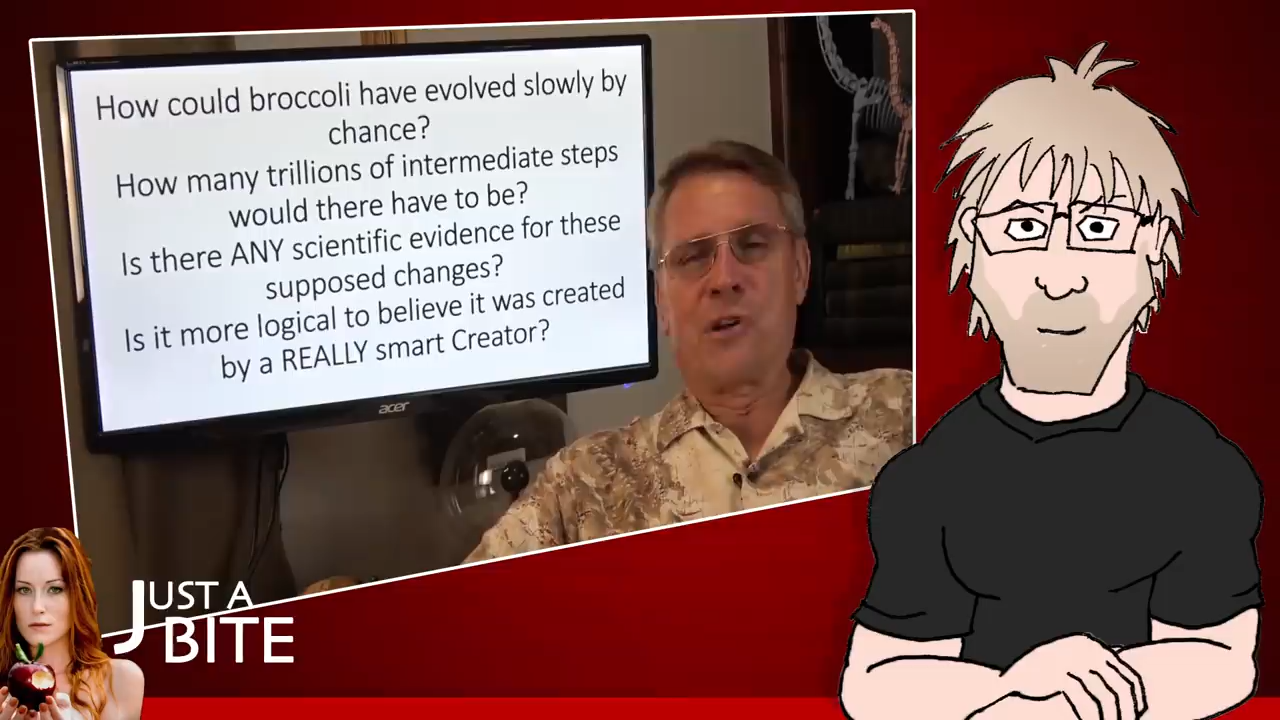 How could broccoli have evolved slowly by
chance?
How many trillions of intermediate steps
would there have to be?
Is there ANY scientific evidence for these
supposed changes?
Is it more logical to believe it was created
by a REALLY smart Creator?
acer
JUST A
BITE